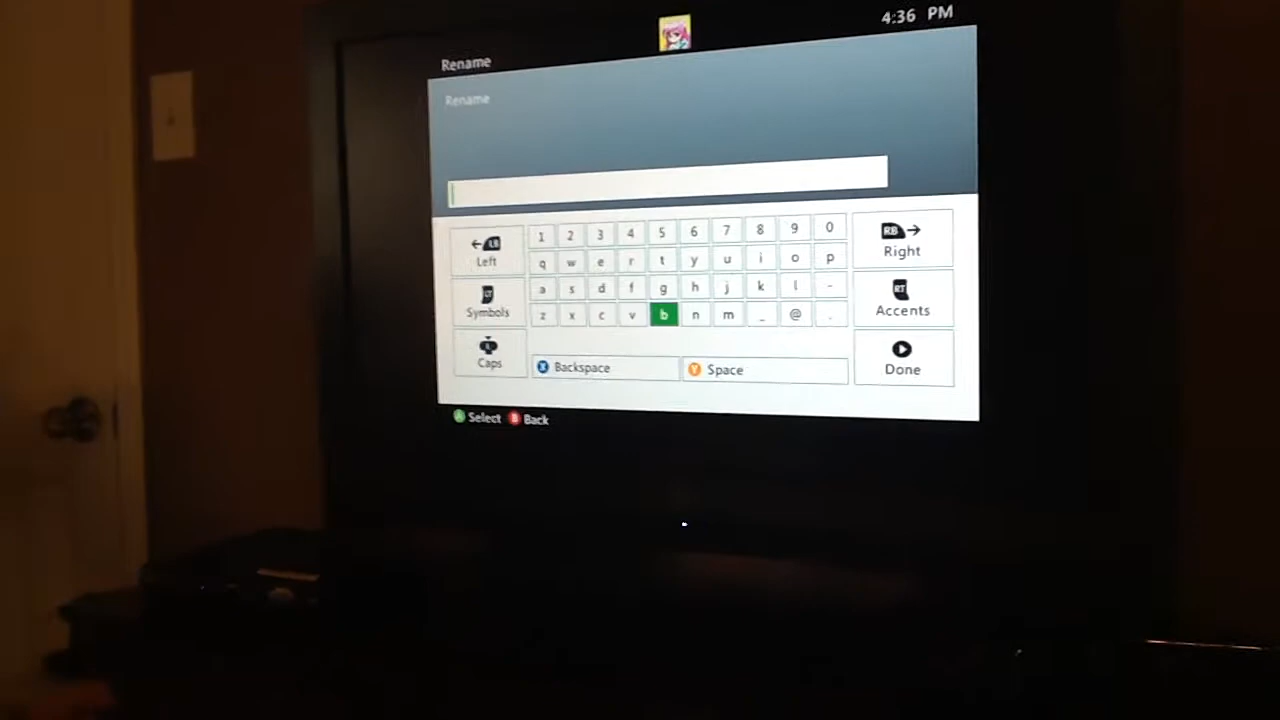 4:36 PM
Rename
Rename
1 2 3 4 5 6 7 8 9 0
q w e r t y u i o p
a s d f g h j k l -
z x c v b n m _ @ .
LB Left
LT Symbols
Caps
X Backspace
Y Space
RB Right
RT Accents
Done
A Select B Back